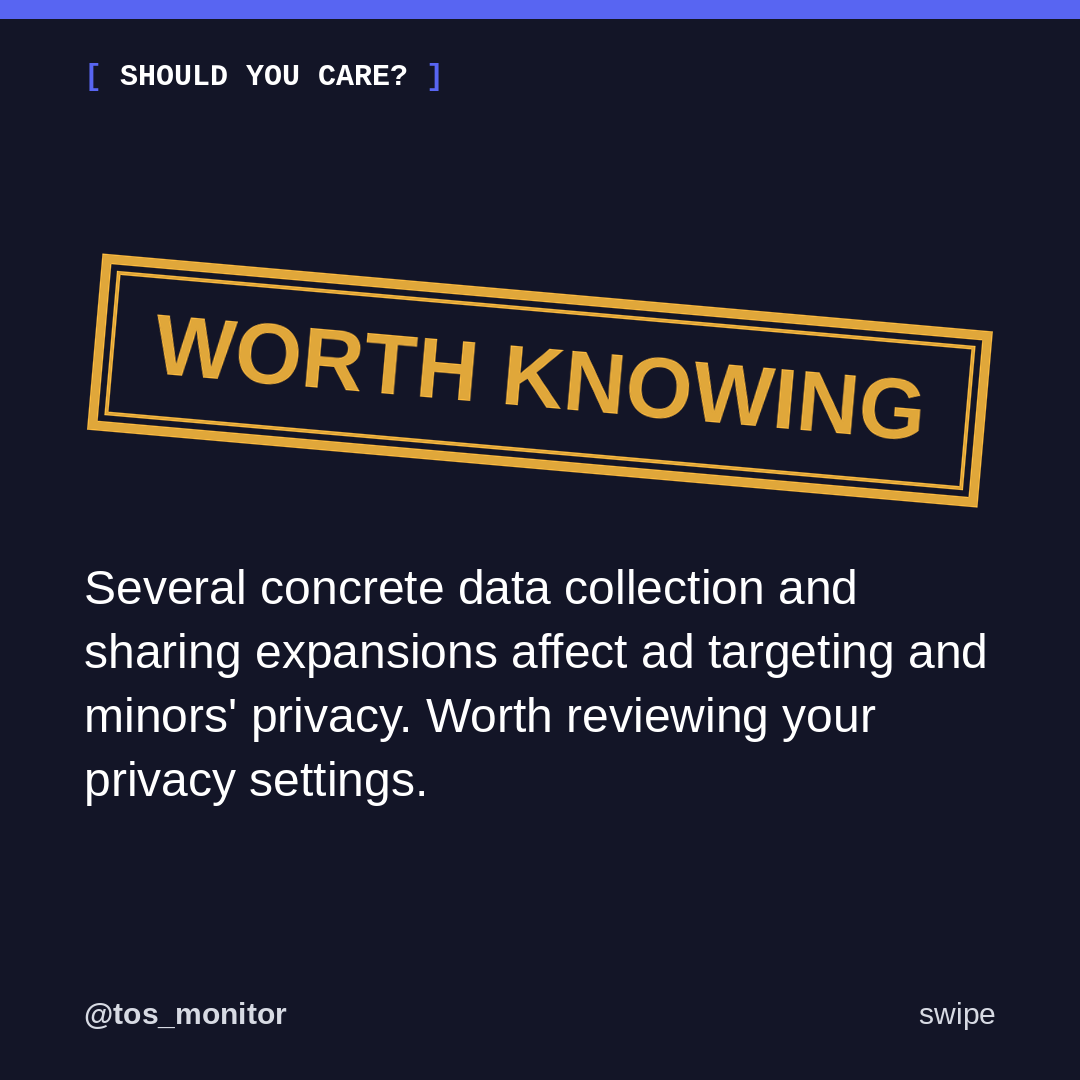 [ SHOULD YOU CARE? ]
WORTH KNOWING
Several concrete data collection and
sharing expansions affect ad targeting and
minors' privacy. Worth reviewing your
privacy settings.
@tos_monitor
swipe